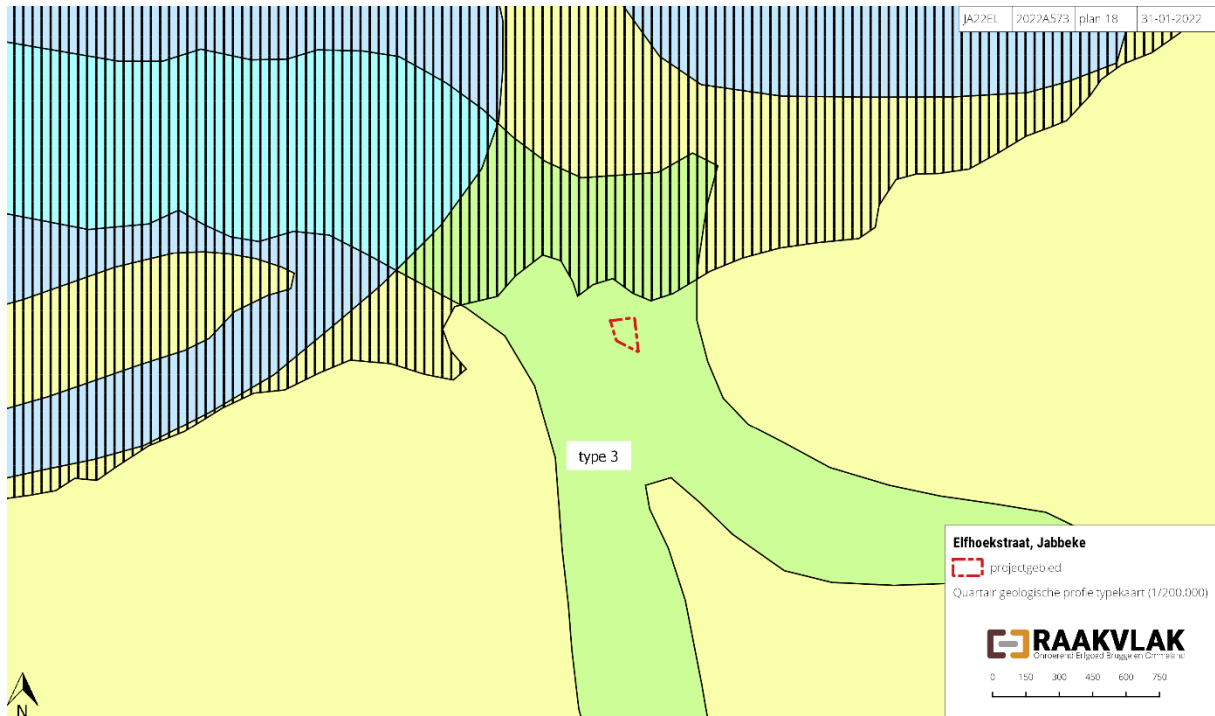 JA22EL 2022A573 plan 18 31-01-2022
type 3
Elfhoekstraat, Jabbeke
projectgebied
Quartair geologische profie typekaart (1/200.000)
RAAKVLAK
Onroerend Erfgoed Brugge en Ommeland
0 150 300 450 600 750
N